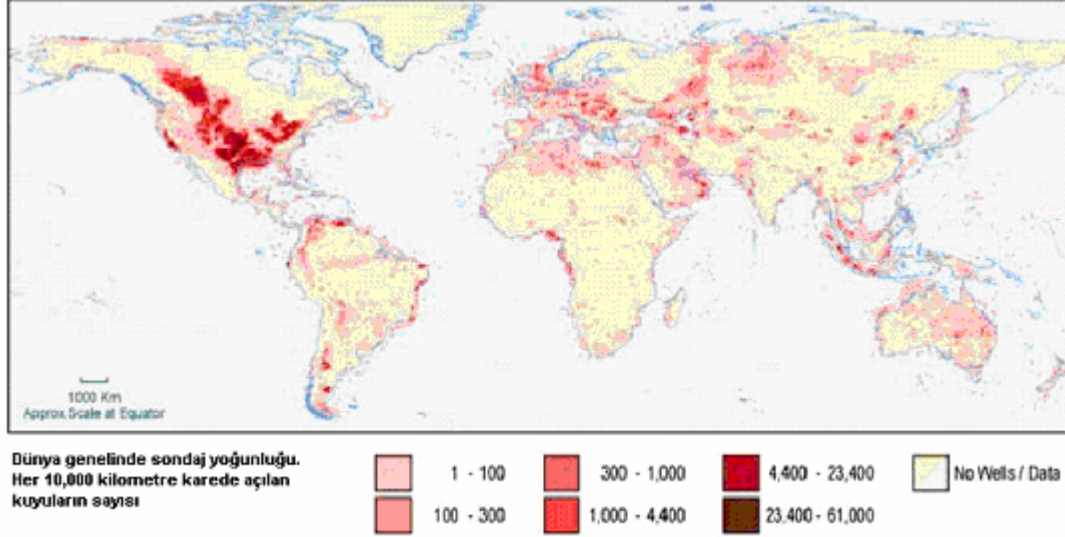 1000 Km
Approx Scale at Equator
Dünya genelinde sondaj yoğunluğu.
Her 10,000 kilometre karede açılan
kuyuların sayısı
1 - 100
300 - 1,000
4,400 - 23,400
No Wells / Data
100 - 300
1,000 - 4,400
23,400 - 61,000